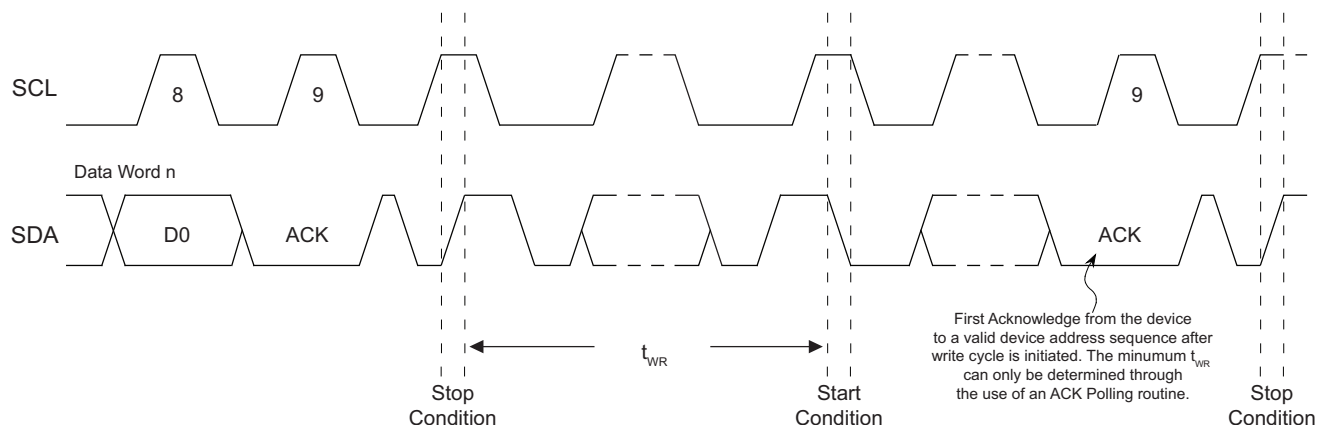 SCL
8
9
9
Data Word n
SDA
D0
ACK
ACK
First Acknowledge from the device
to a valid device address sequence after
write cycle is initiated. The minumum tWR
can only be determined through
the use of an ACK Polling routine.
tWR
Stop
Condition
Start
Condition
Stop
Condition